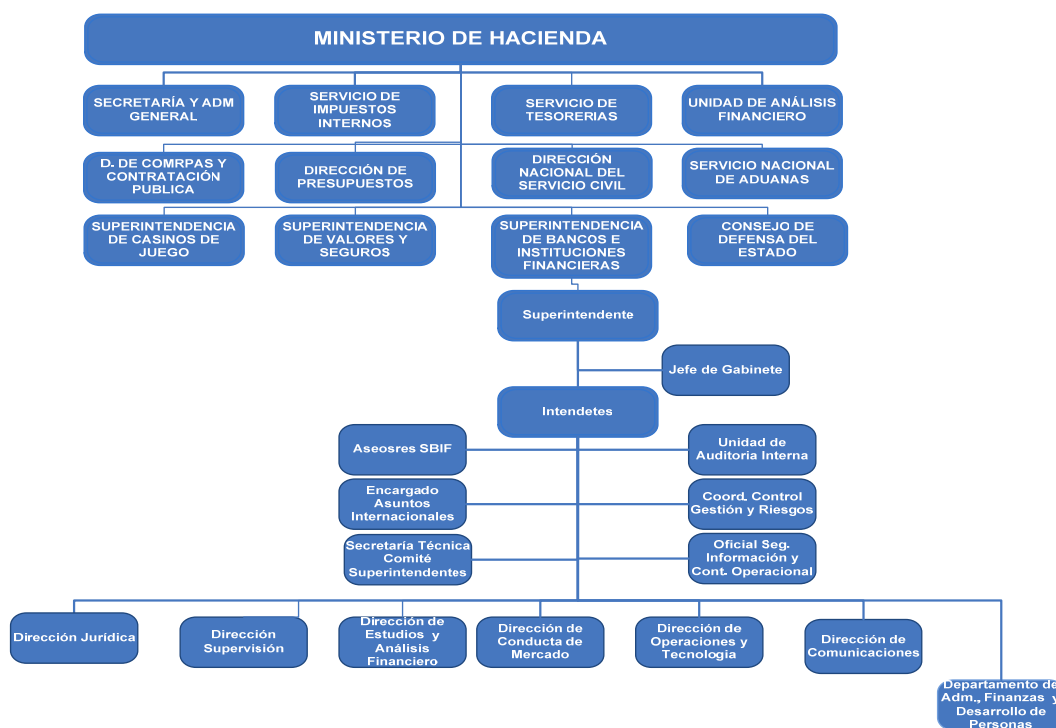 MINISTERIO DE HACIENDA
SECRETARÍA Y ADM
GENERAL
SERVICIO DE
IMPUESTOS
INTERNOS
SERVICIO DE
TESORERIAS
UNIDAD DE ANÁLISIS
FINANCIERO
D. DE COMRPAS Y
CONTRATACIÓN
PUBLICA
DIRECCIÓN DE
PRESUPUESTOS
DIRECCIÓN
NACIONAL DEL
SERVICIO CIVIL
SERVICIO NACIONAL
DE ADUANAS
SUPERINTENDENCIA
DE CASINOS DE
JUEGO
SUPERINTENDENCIA
DE VALORES Y
SEGUROS
SUPERINTENDENCIA
DE BANCOS E
INSTITUCIONES
FINANCIERAS
CONSEJO DE
DEFENSA DEL
ESTADO
Superintendente
Jefe de Gabinete
Intendetes
Aseosres SBIF
Unidad de
Auditoria Interna
Encargado
Asuntos
Internacionales
Coord. Control
Gestión y Riesgos
Secretaría Técnica
Comité
Superintendentes
Oficial Seg.
Información y
Cont. Operacional
Dirección Jurídica
Dirección
Supervisión
Dirección de
Estudios y
Análisis
Financiero
Dirección de
Conducta de
Mercado
Dirección de
Operaciones y
Tecnologia
Dirección de
Comunicaciones
Departamento de
Adm., Finanzas y
Desarrollo de
Personas